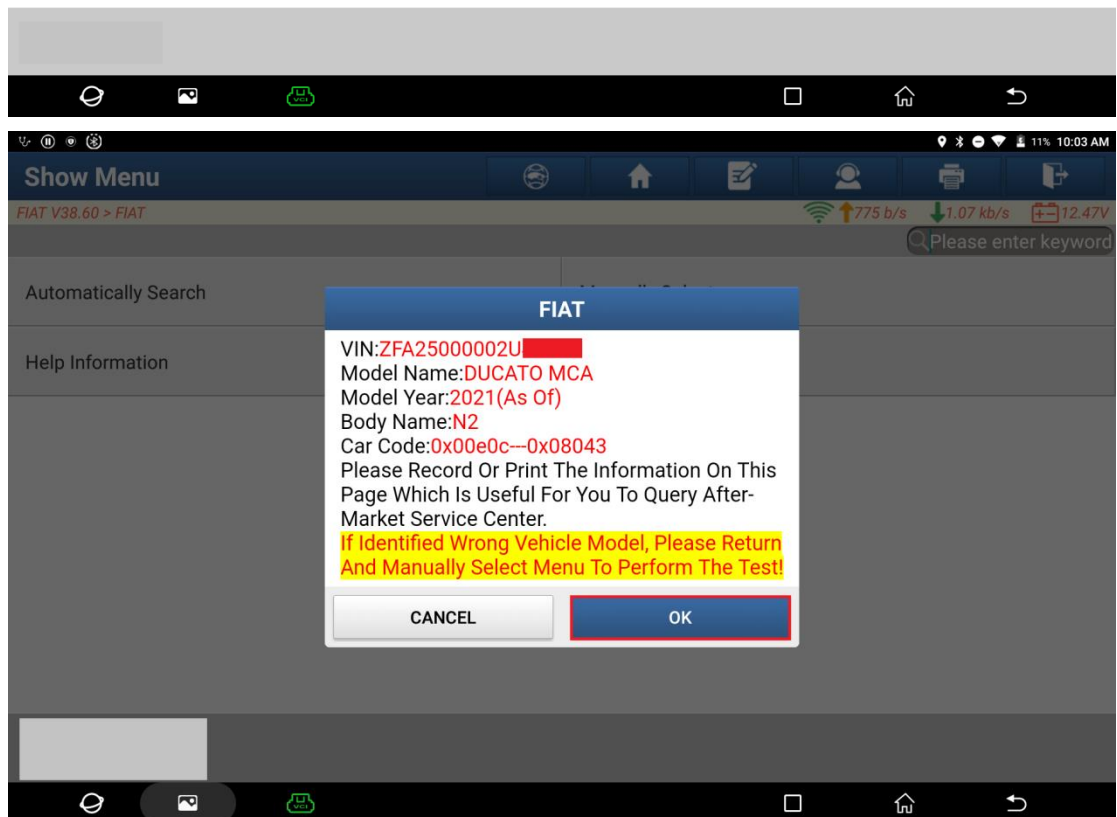 VCI
11% 10:03 AM
Show Menu
FIAT V38.60 > FIAT
775 b/s 1.07 kb/s 12.47V
Please enter keyword
Automatically Search
Help Information
FIAT
VIN:ZFA25000002U
Model Name:DUCATO MCA
Model Year:2021(As Of)
Body Name:N2
Car Code:0x00e0c---0x08043
Please Record Or Print The Information On This
Page Which Is Useful For You To Query After-
Market Service Center.
If Identified Wrong Vehicle Model, Please Return
And Manually Select Menu To Perform The Test!
CANCEL OK
VCI